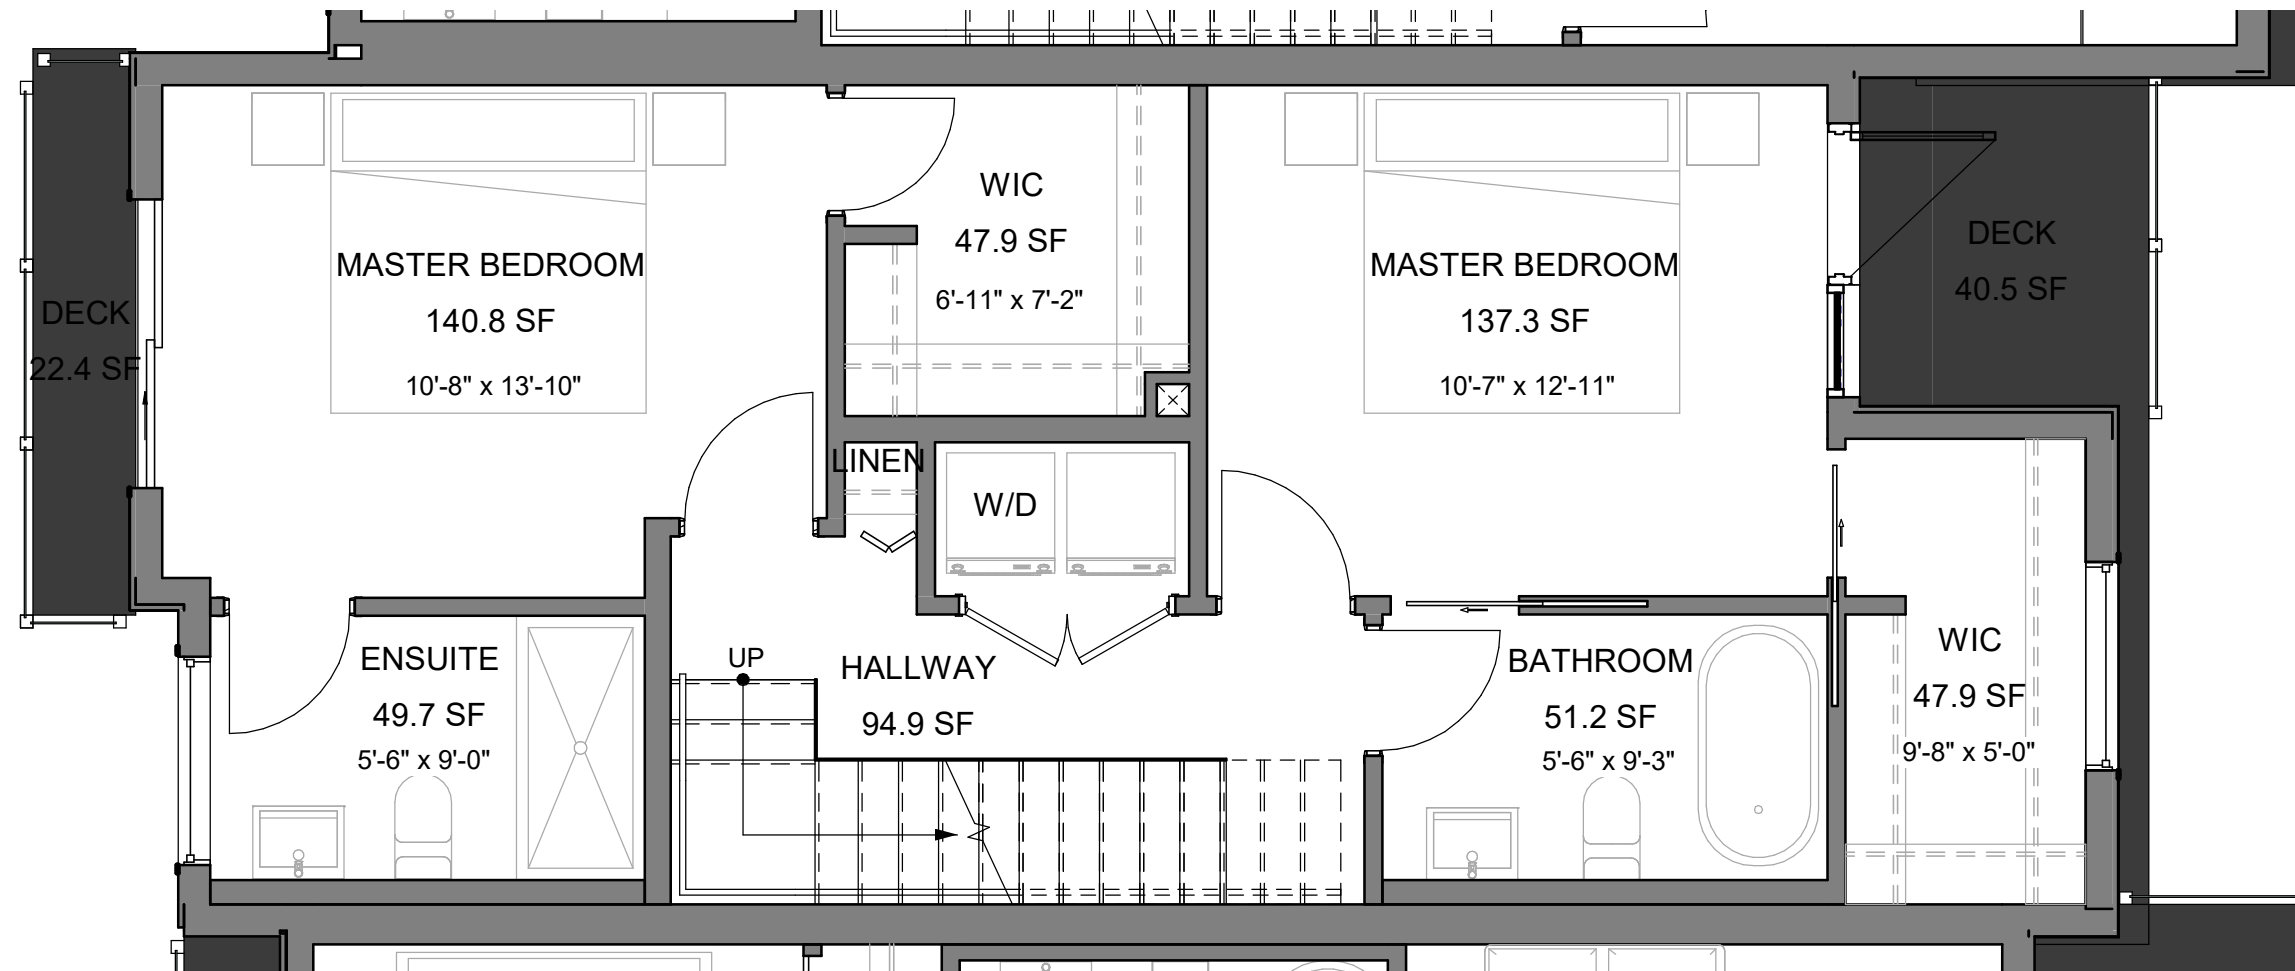 DECK
22.4 SF
MASTER BEDROOM
140.8 SF
10'-8" x 13'-10"
WIC
47.9 SF
6'-11" x 7'-2"
MASTER BEDROOM
137.3 SF
10'-7" x 12'-11"
DECK
40.5 SF
LINEN
W/D
ENSUITE
49.7 SF
5'-6" x 9'-0"
UP
HALLWAY
94.9 SF
BATHROOM
51.2 SF
5'-6" x 9'-3"
WIC
47.9 SF
9'-8" x 5'-0"